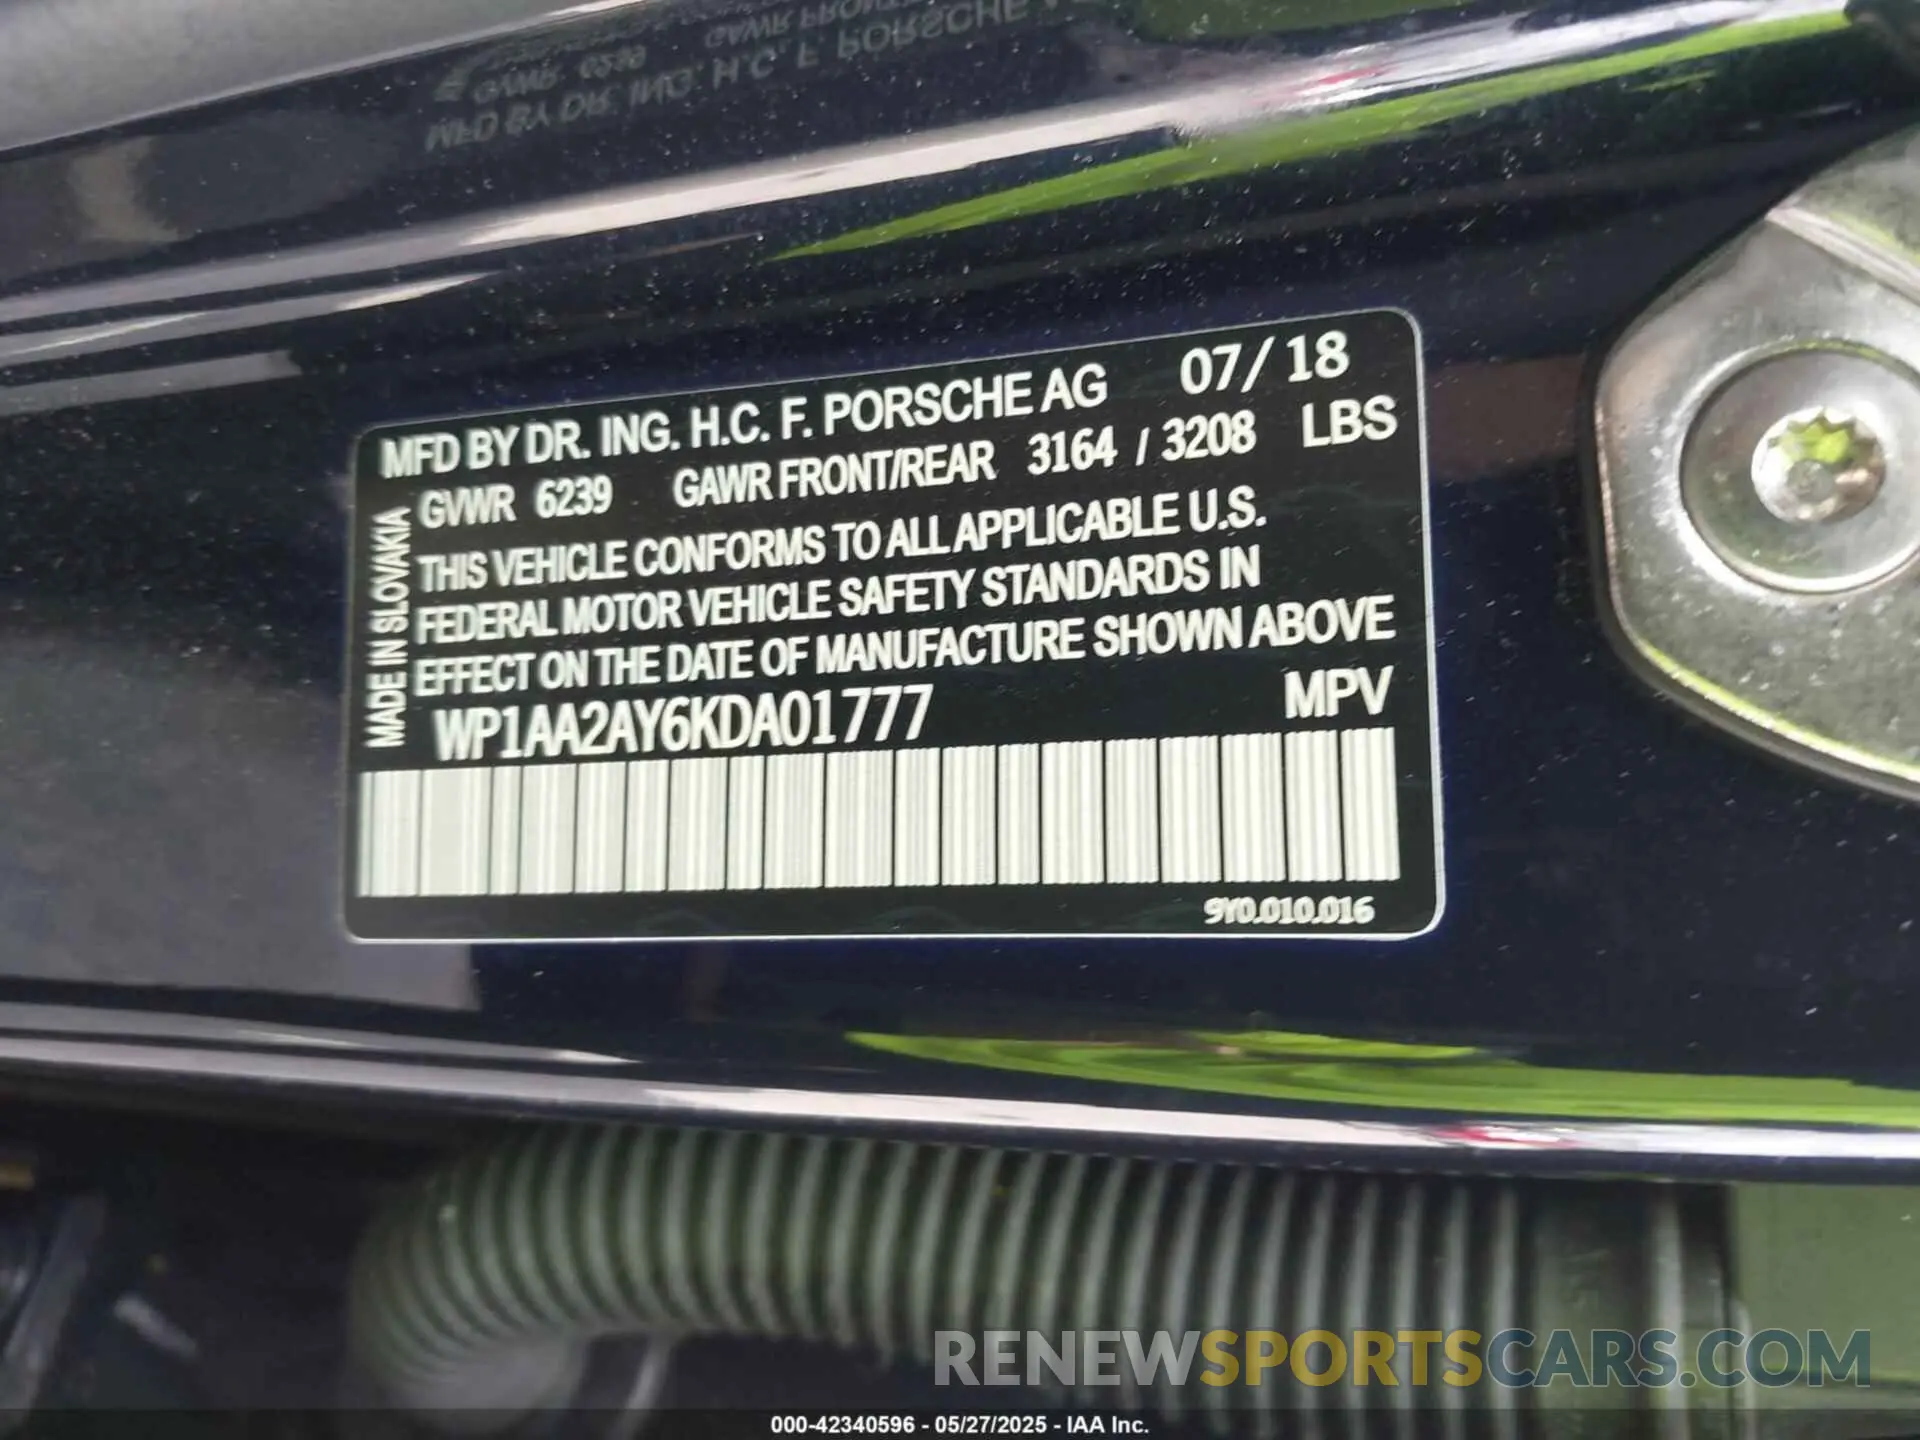 MFD BY DR. ING. H.C. F. PORSCHE AG 07/18
GVWR 6239 GAWR FRONT/REAR 3164 / 3208 LBS
THIS VEHICLE CONFORMS TO ALL APPLICABLE U.S.
FEDERAL MOTOR VEHICLE SAFETY STANDARDS IN
EFFECT ON THE DATE OF MANUFACTURE SHOWN ABOVE
WP1AA2AY6KDA01777 MPV
MADE IN SLOVAKIA
9Y0.010.016
RENEWSPORTSCARS.COM
000-42340596 - 05/27/2025 - IAA Inc.